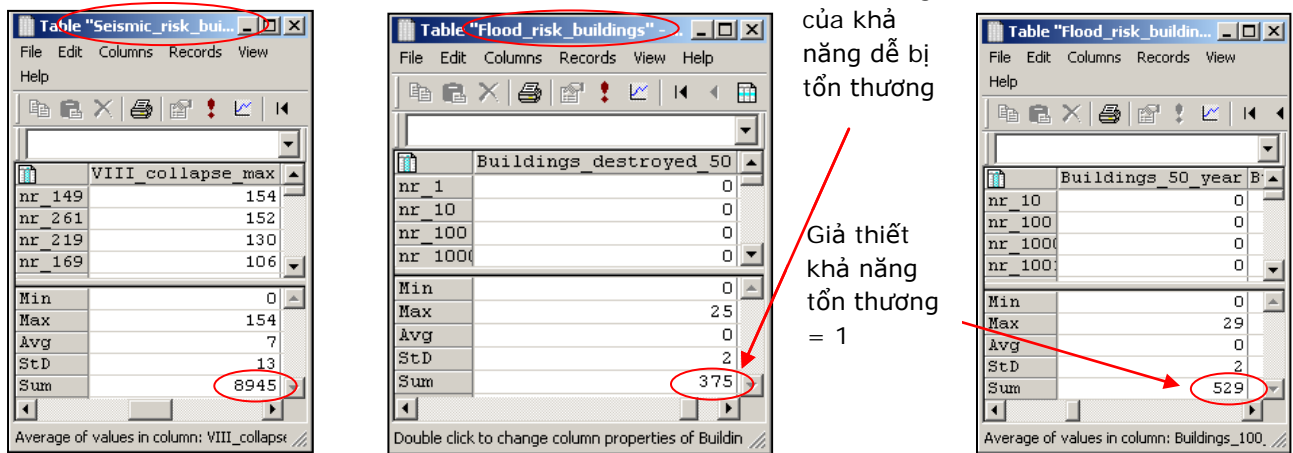 Table "Seismic_risk_bui...
File Edit Columns Records View
Help
VIII_collapse_max
nr_149 154
nr_261 152
nr_219 130
nr_169 106
Min 0
Max 154
Avg 7
StD 13
Sum 8945
Average of values in column: VIII_collapse
Table "Flood_risk_buildings" -
File Edit Columns Records View Help
Buildings_destroyed_50
nr_1 0
nr_10 0
nr_100 0
nr_100 0
Min 0
Max 25
Avg 0
StD 2
Sum 375
Double click to change column properties of Buildin
của khả
năng dễ bị
tổn thương
Giả thiết
khả năng
tổn thương
= 1
Table "Flood_risk_buildin...
File Edit Columns Records View
Help
Buildings_50_year B
nr_10 0
nr_100 0
nr_100 0
nr_100 0
Min 0
Max 29
Avg 0
StD 2
Sum 529
Average of values in column: Buildings_100_